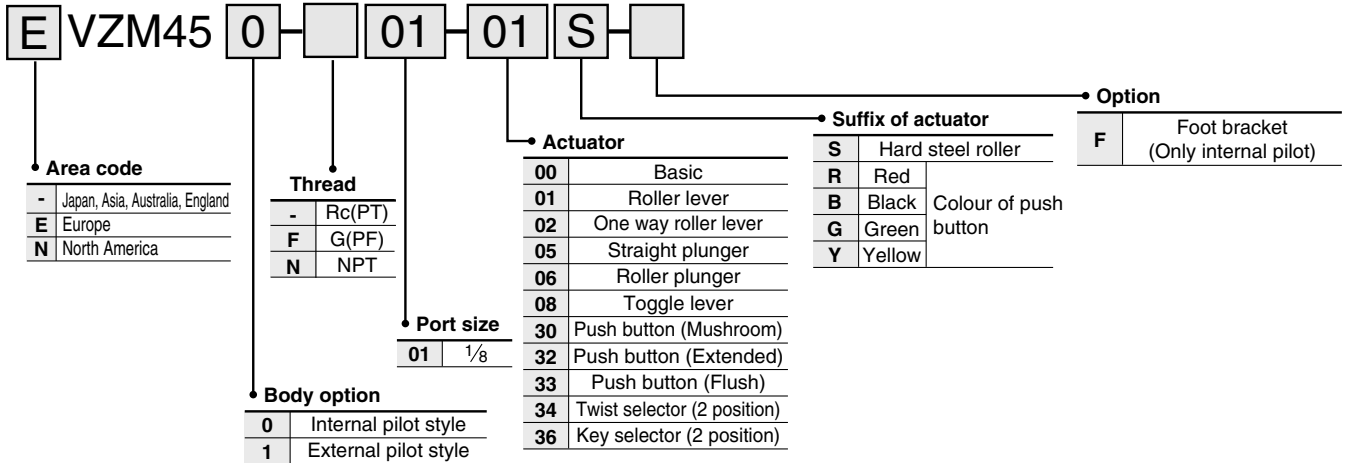 E VZM45 0 - 01 - 01 S -
Option
F Foot bracket
(Only internal pilot)
Suffix of actuator
S Hard steel roller
R Red
B Black
G Green
Y Yellow
Colour of push
button
Actuator
00 Basic
01 Roller lever
02 One way roller lever
05 Straight plunger
06 Roller plunger
08 Toggle lever
30 Push button (Mushroom)
32 Push button (Extended)
33 Push button (Flush)
34 Twist selector (2 position)
36 Key selector (2 position)
Area code
- Japan, Asia, Australia, England
E Europe
N North America
Thread
- Rc(PT)
F G(PF)
N NPT
Port size
01 1⁄8
Body option
0 Internal pilot style
1 External pilot style